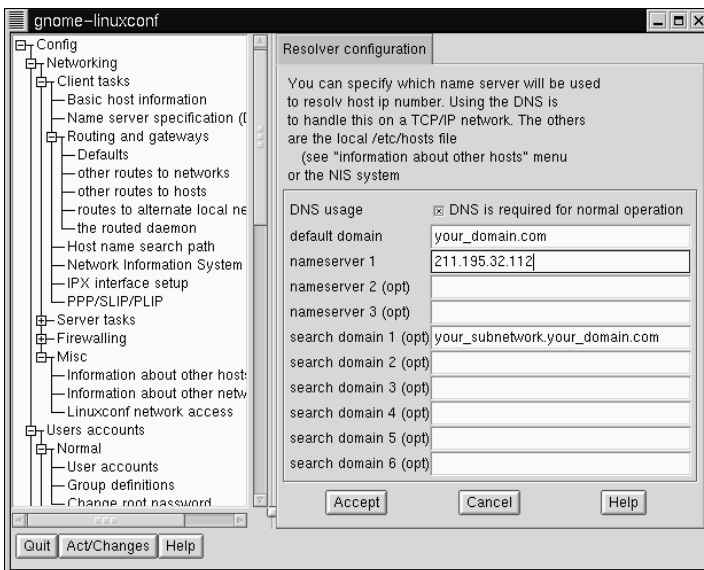 gnome-linuxconf
Config
Networking
Client tasks
Basic host information
Name server specification (
Routing and gateways
Defaults
other routes to networks
other routes to hosts
routes to alternate local ne
the routed daemon
Host name search path
Network Information System
IPX interface setup
PPP/SLIP/PLIP
Server tasks
Firewalling
Misc
Information about other host
Information about other netw
Linuxconf network access
Users accounts
Normal
User accounts
Group definitions
Change root password
Quit
Act/Changes
Help
Resolver configuration
You can specify which name server will be used
to resolv host ip number. Using the DNS is
to handle this on a TCP/IP network. The others
are the local /etc/hosts file
(see "information about other hosts" menu
or the NIS system
DNS usage
DNS is required for normal operation
default domain
your_domain.com
nameserver 1
211.195.32.112
nameserver 2 (opt)
nameserver 3 (opt)
search domain 1 (opt)
your_subnetwork.your_domain.com
search domain 2 (opt)
search domain 3 (opt)
search domain 4 (opt)
search domain 5 (opt)
search domain 6 (opt)
Accept
Cancel
Help